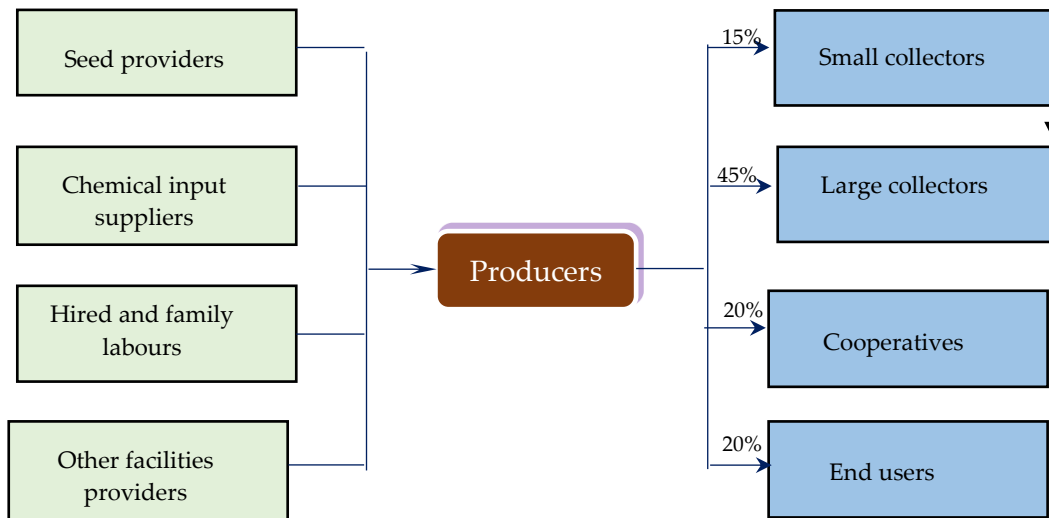 Seed providers
Chemical input
suppliers
Hired and family
labours
Other facilities
providers
Producers
15%
Small collectors
45%
Large collectors
20%
Cooperatives
20%
End users